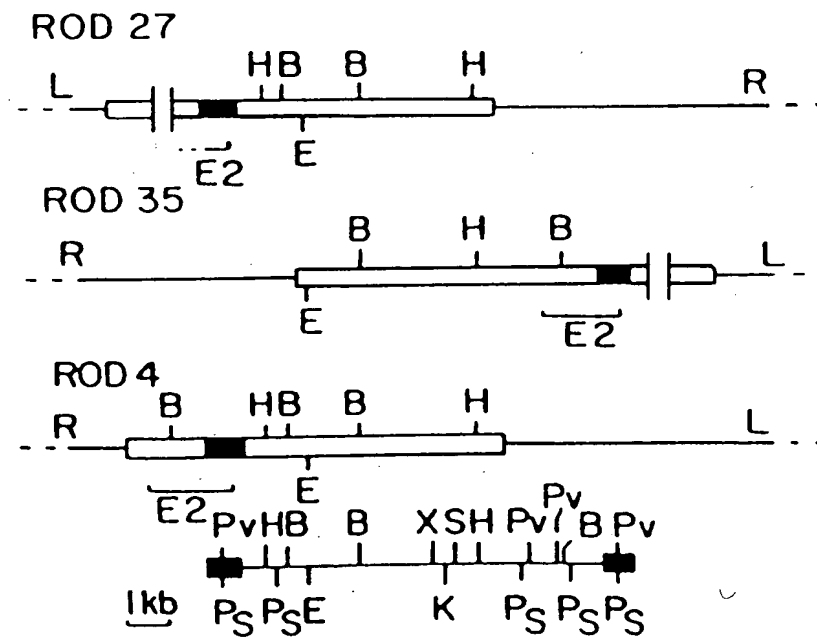 ROD 27
L H B B H R
E
E2
ROD 35
R B H B L
E
E2
ROD 4
R B H B B H L
E
E2
Pv H B B X S H Pv Pv B Pv
PS PS E K PS PS PS
1kb